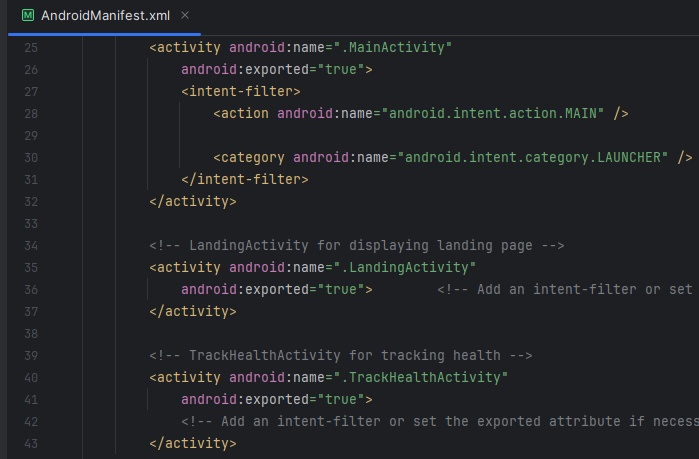 M AndroidManifest.xml ×
25 <activity android:name=".MainActivity"
26 android:exported="true">
27 <intent-filter>
28 <action android:name="android.intent.action.MAIN" />
29
30 <category android:name="android.intent.category.LAUNCHER" />
31 </intent-filter>
32 </activity>
33
34 <!-- LandingActivity for displaying landing page -->
35 <activity android:name=".LandingActivity"
36 android:exported="true"> <!-- Add an intent-filter or set
37 </activity>
38
39 <!-- TrackHealthActivity for tracking health -->
40 <activity android:name=".TrackHealthActivity"
41 android:exported="true">
42 <!-- Add an intent-filter or set the exported attribute if necess
43 </activity>